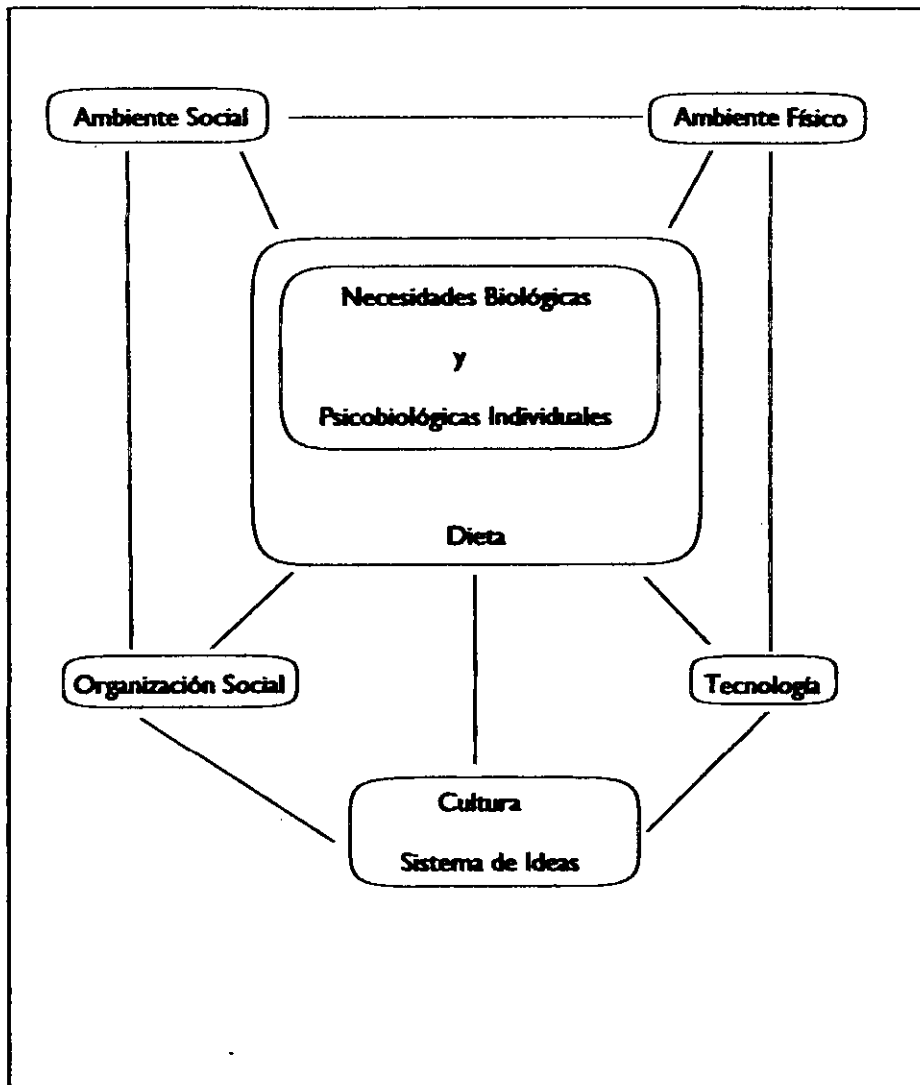 Ambiente Social
Ambiente Físico
Necesidades Biológicas
y
Psicobiológicas Individuales
Dieta
Organización Social
Tecnología
Cultura
Sistema de Ideas